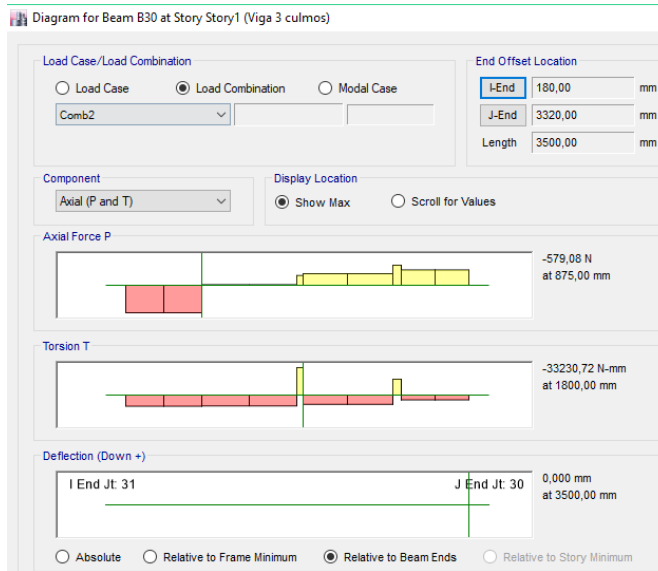 Diagram for Beam B30 at Story Story1 (Viga 3 culmos)
Load Case/Load Combination
Load Case Load Combination Modal Case
Comb2
End Offset Location
I-End 180,00 mm
J-End 3320,00 mm
Length 3500,00 mm
Component
Axial (P and T)
Display Location
Show Max Scroll for Values
Axial Force P
-579,08 N
at 875,00 mm
Torsion T
-33230,72 N-mm
at 1800,00 mm
Deflection (Down +)
I End Jt: 31 J End Jt: 30
0,000 mm
at 3500,00 mm
Absolute Relative to Frame Minimum Relative to Beam Ends Relative to Story Minimum